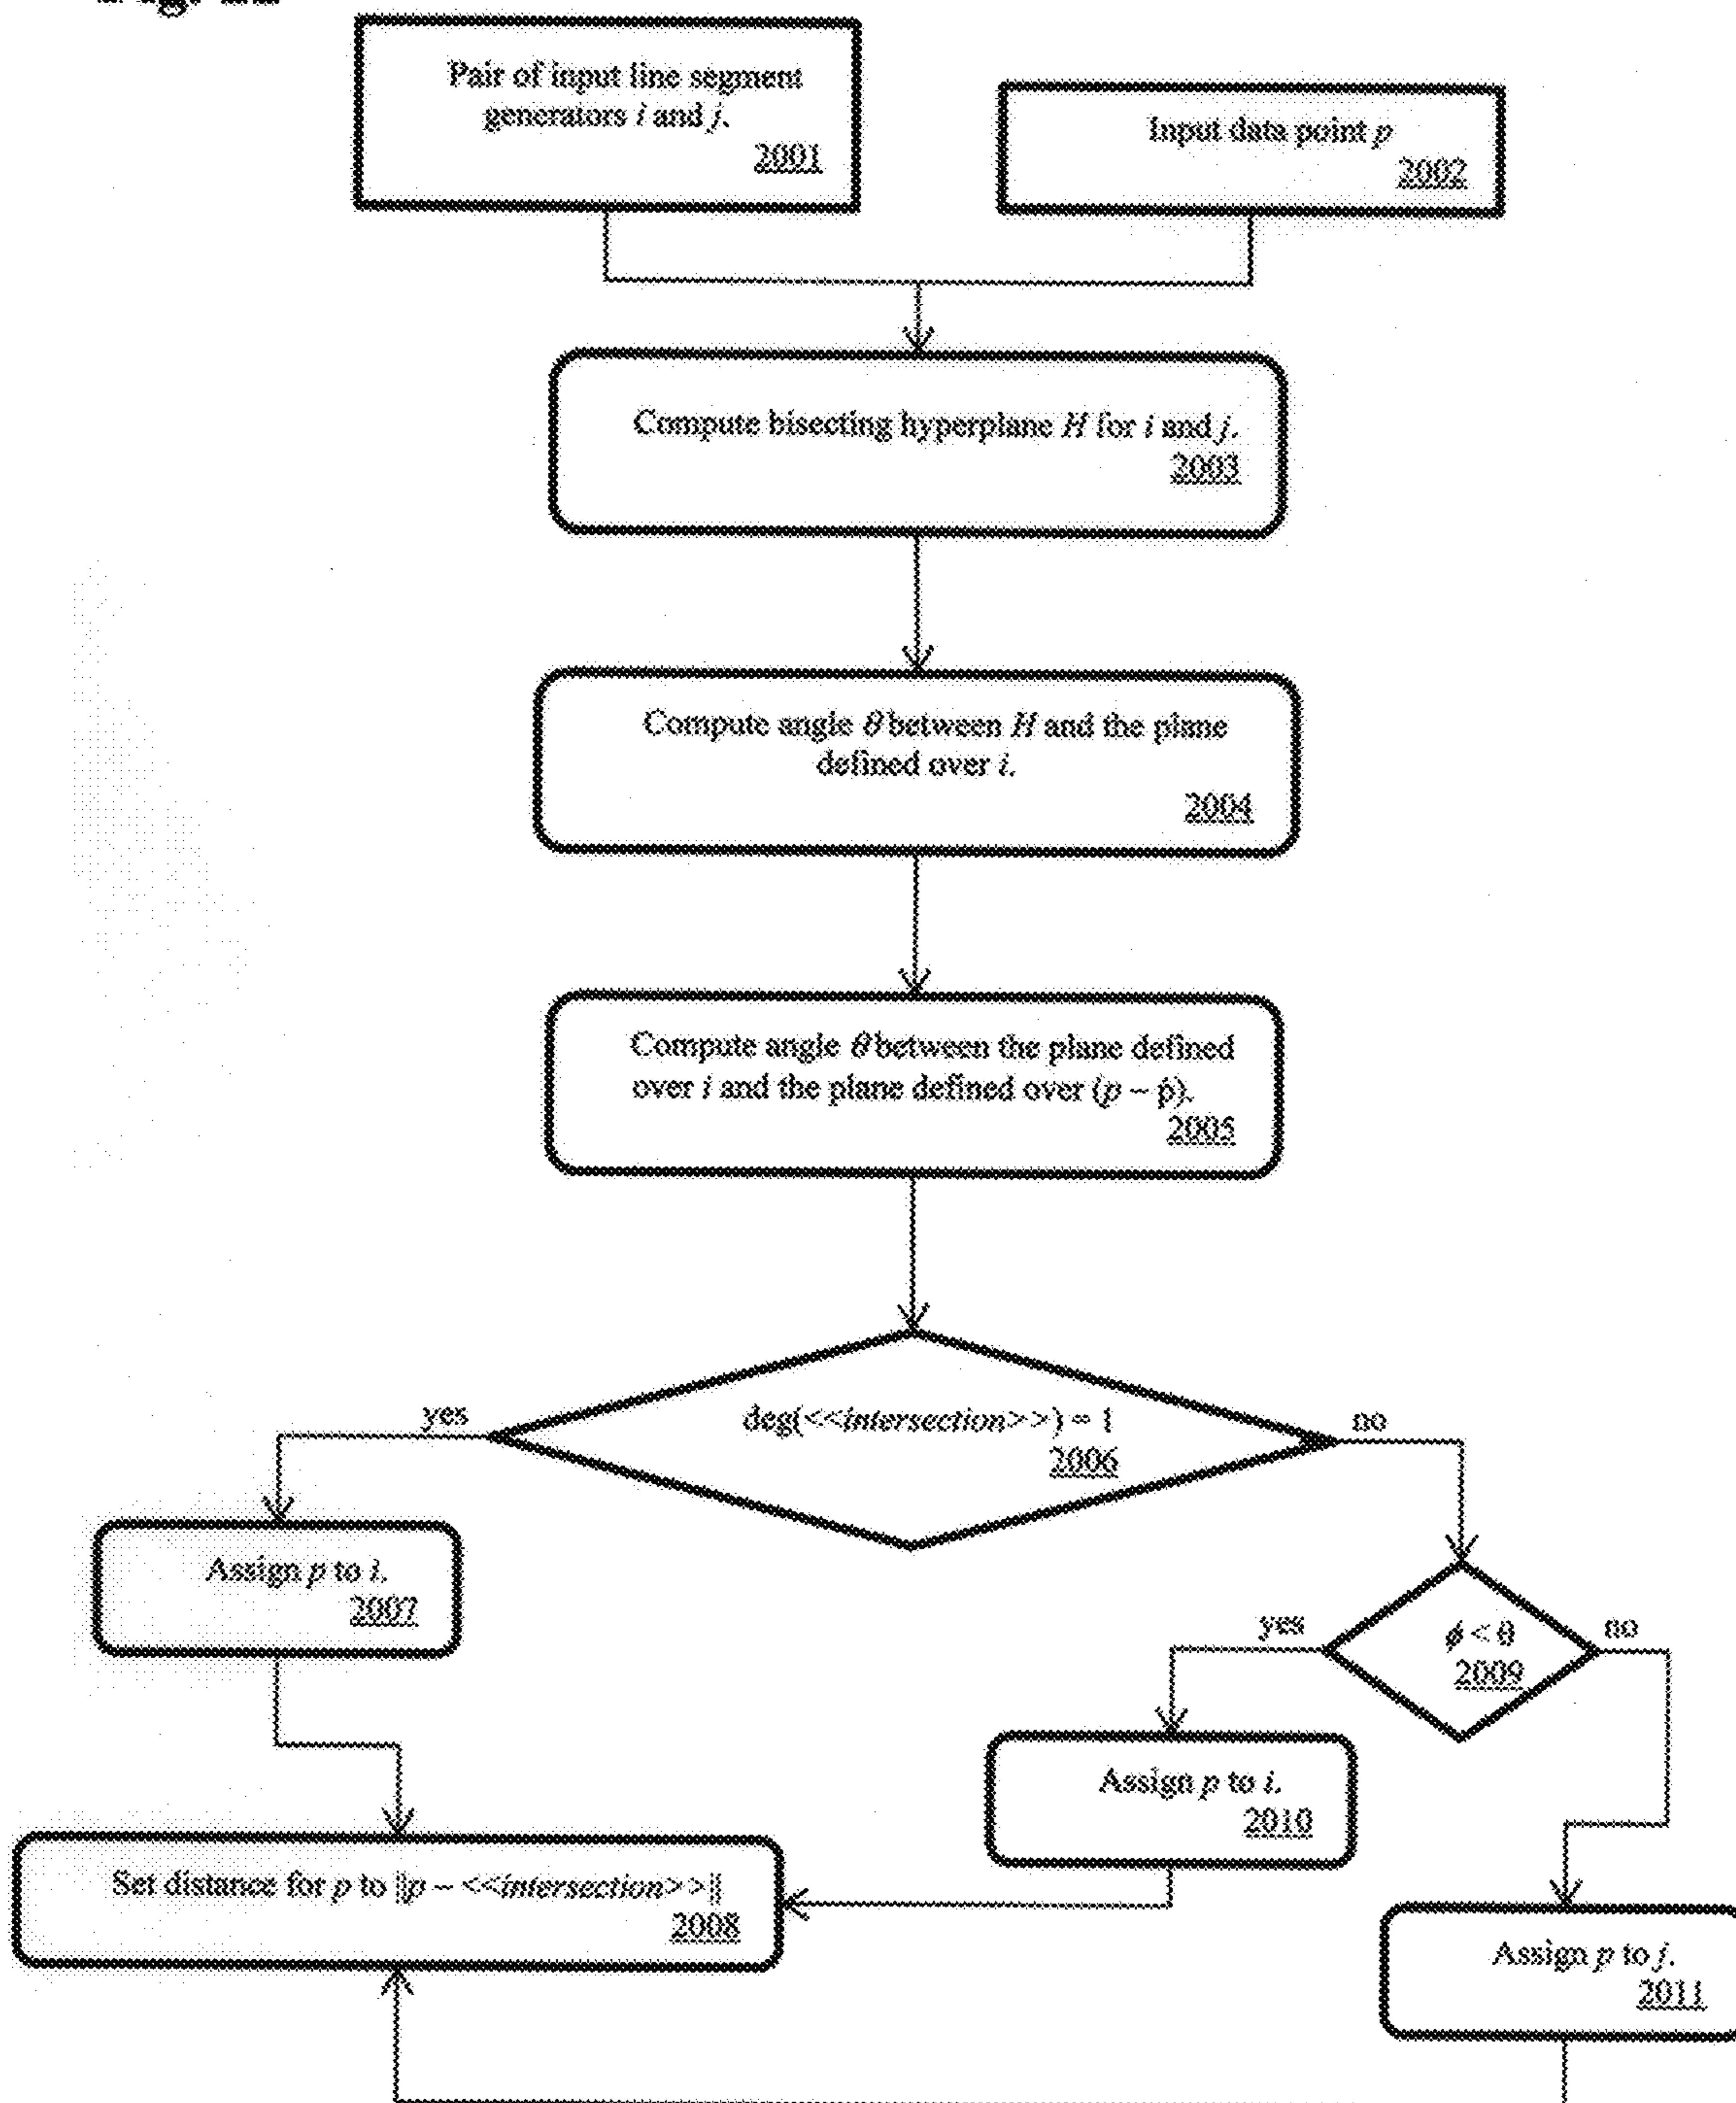 Pair of input line segment
generators i and j.
2001
Input data point p
2002
Compute bisecting hyperplane H for i and j.
2003
Compute angle θ between H and the plane
defined over i.
2004
Compute angle θ between the plane defined
over i and the plane defined over (p – p̂).
2005
deg(<<intersection>>) = 1
2006
yes
no
Assign p to i.
2007
ϕ < θ
2009
yes
no
Assign p to i.
2010
Set distance for p to ||p – <<intersection>>||
2008
Assign p to j.
2011